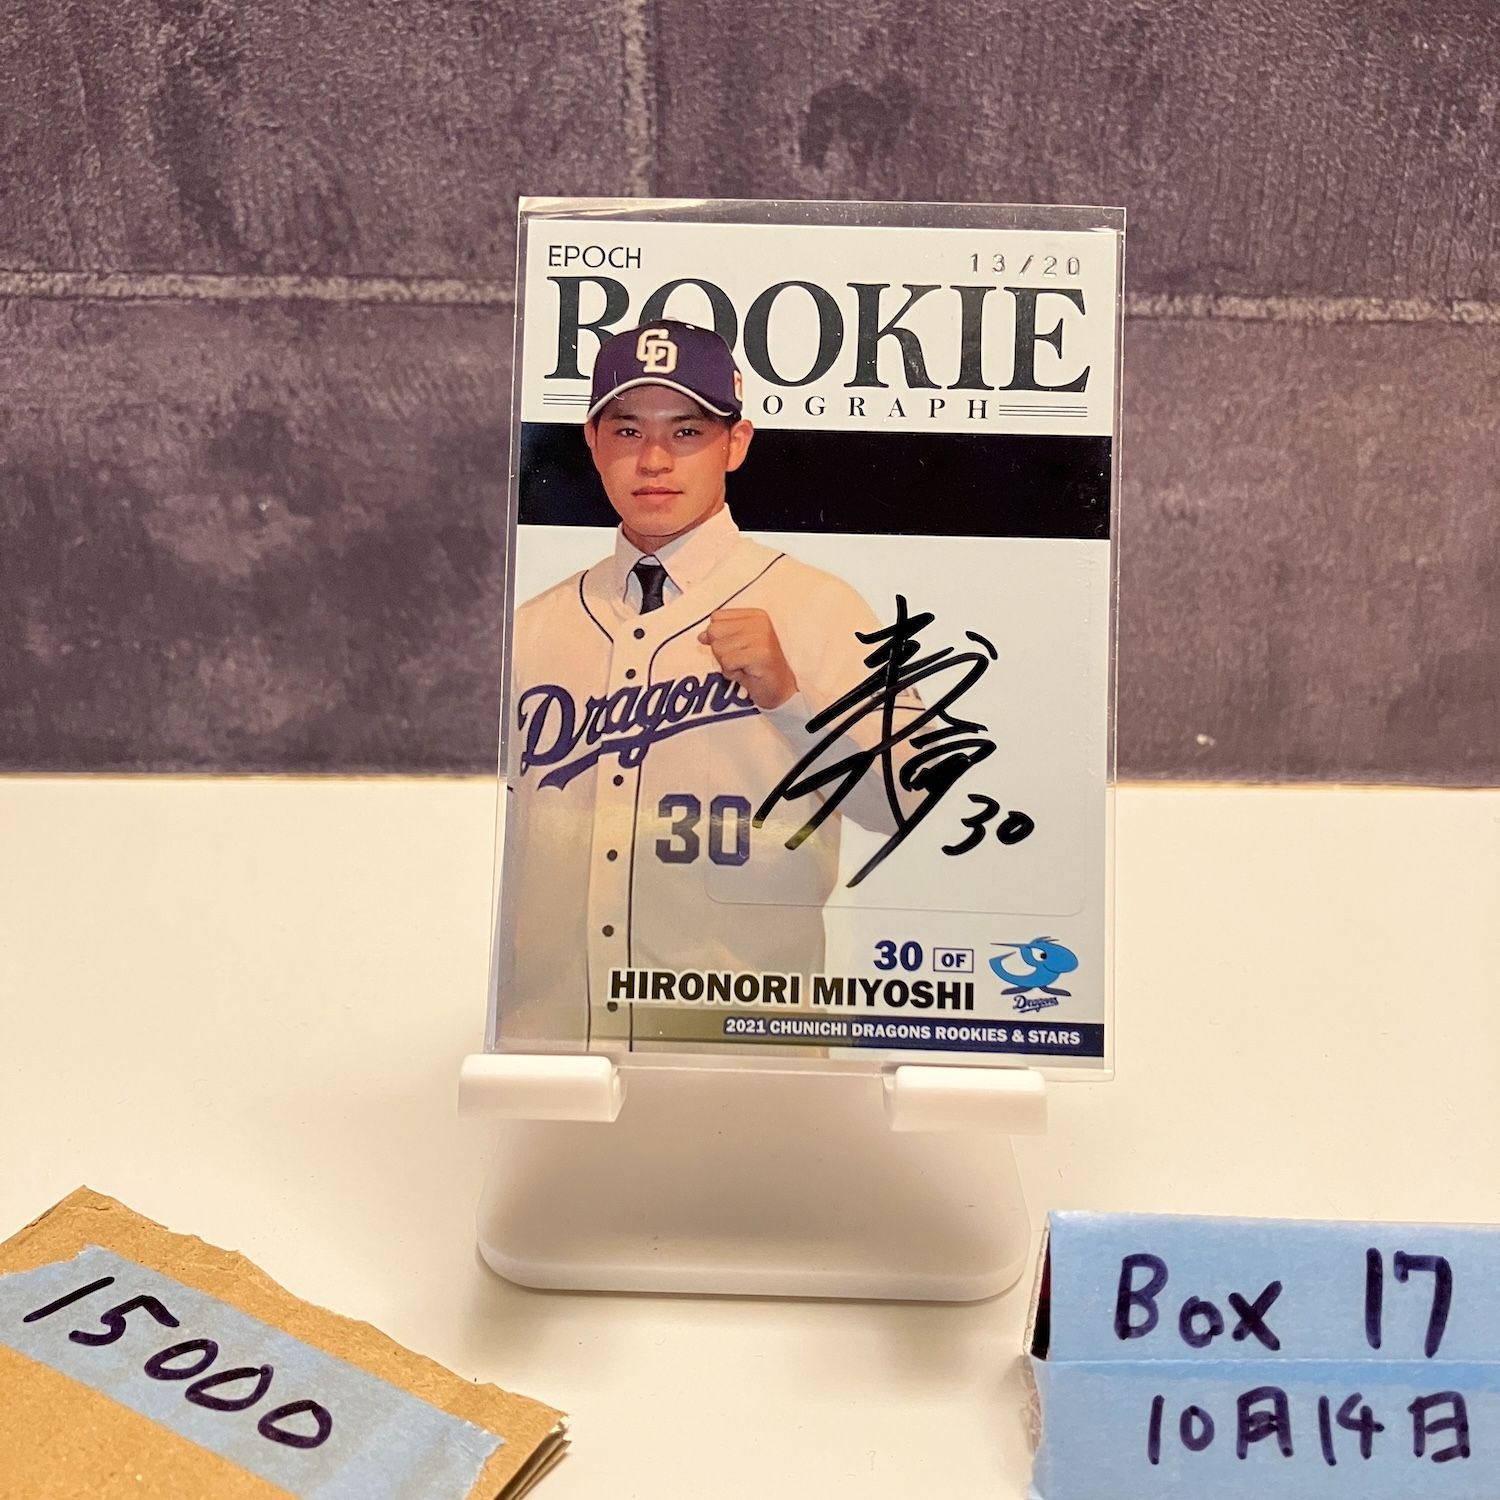 EPOCH
13/20
ROOKIE
OGRAPH
CD
Dragons
30
30
30 OF
HIRONORI MIYOSHI
Dragons
2021 CHUNICHI DRAGONS ROOKIES & STARS
15000
Box 17
10月14日